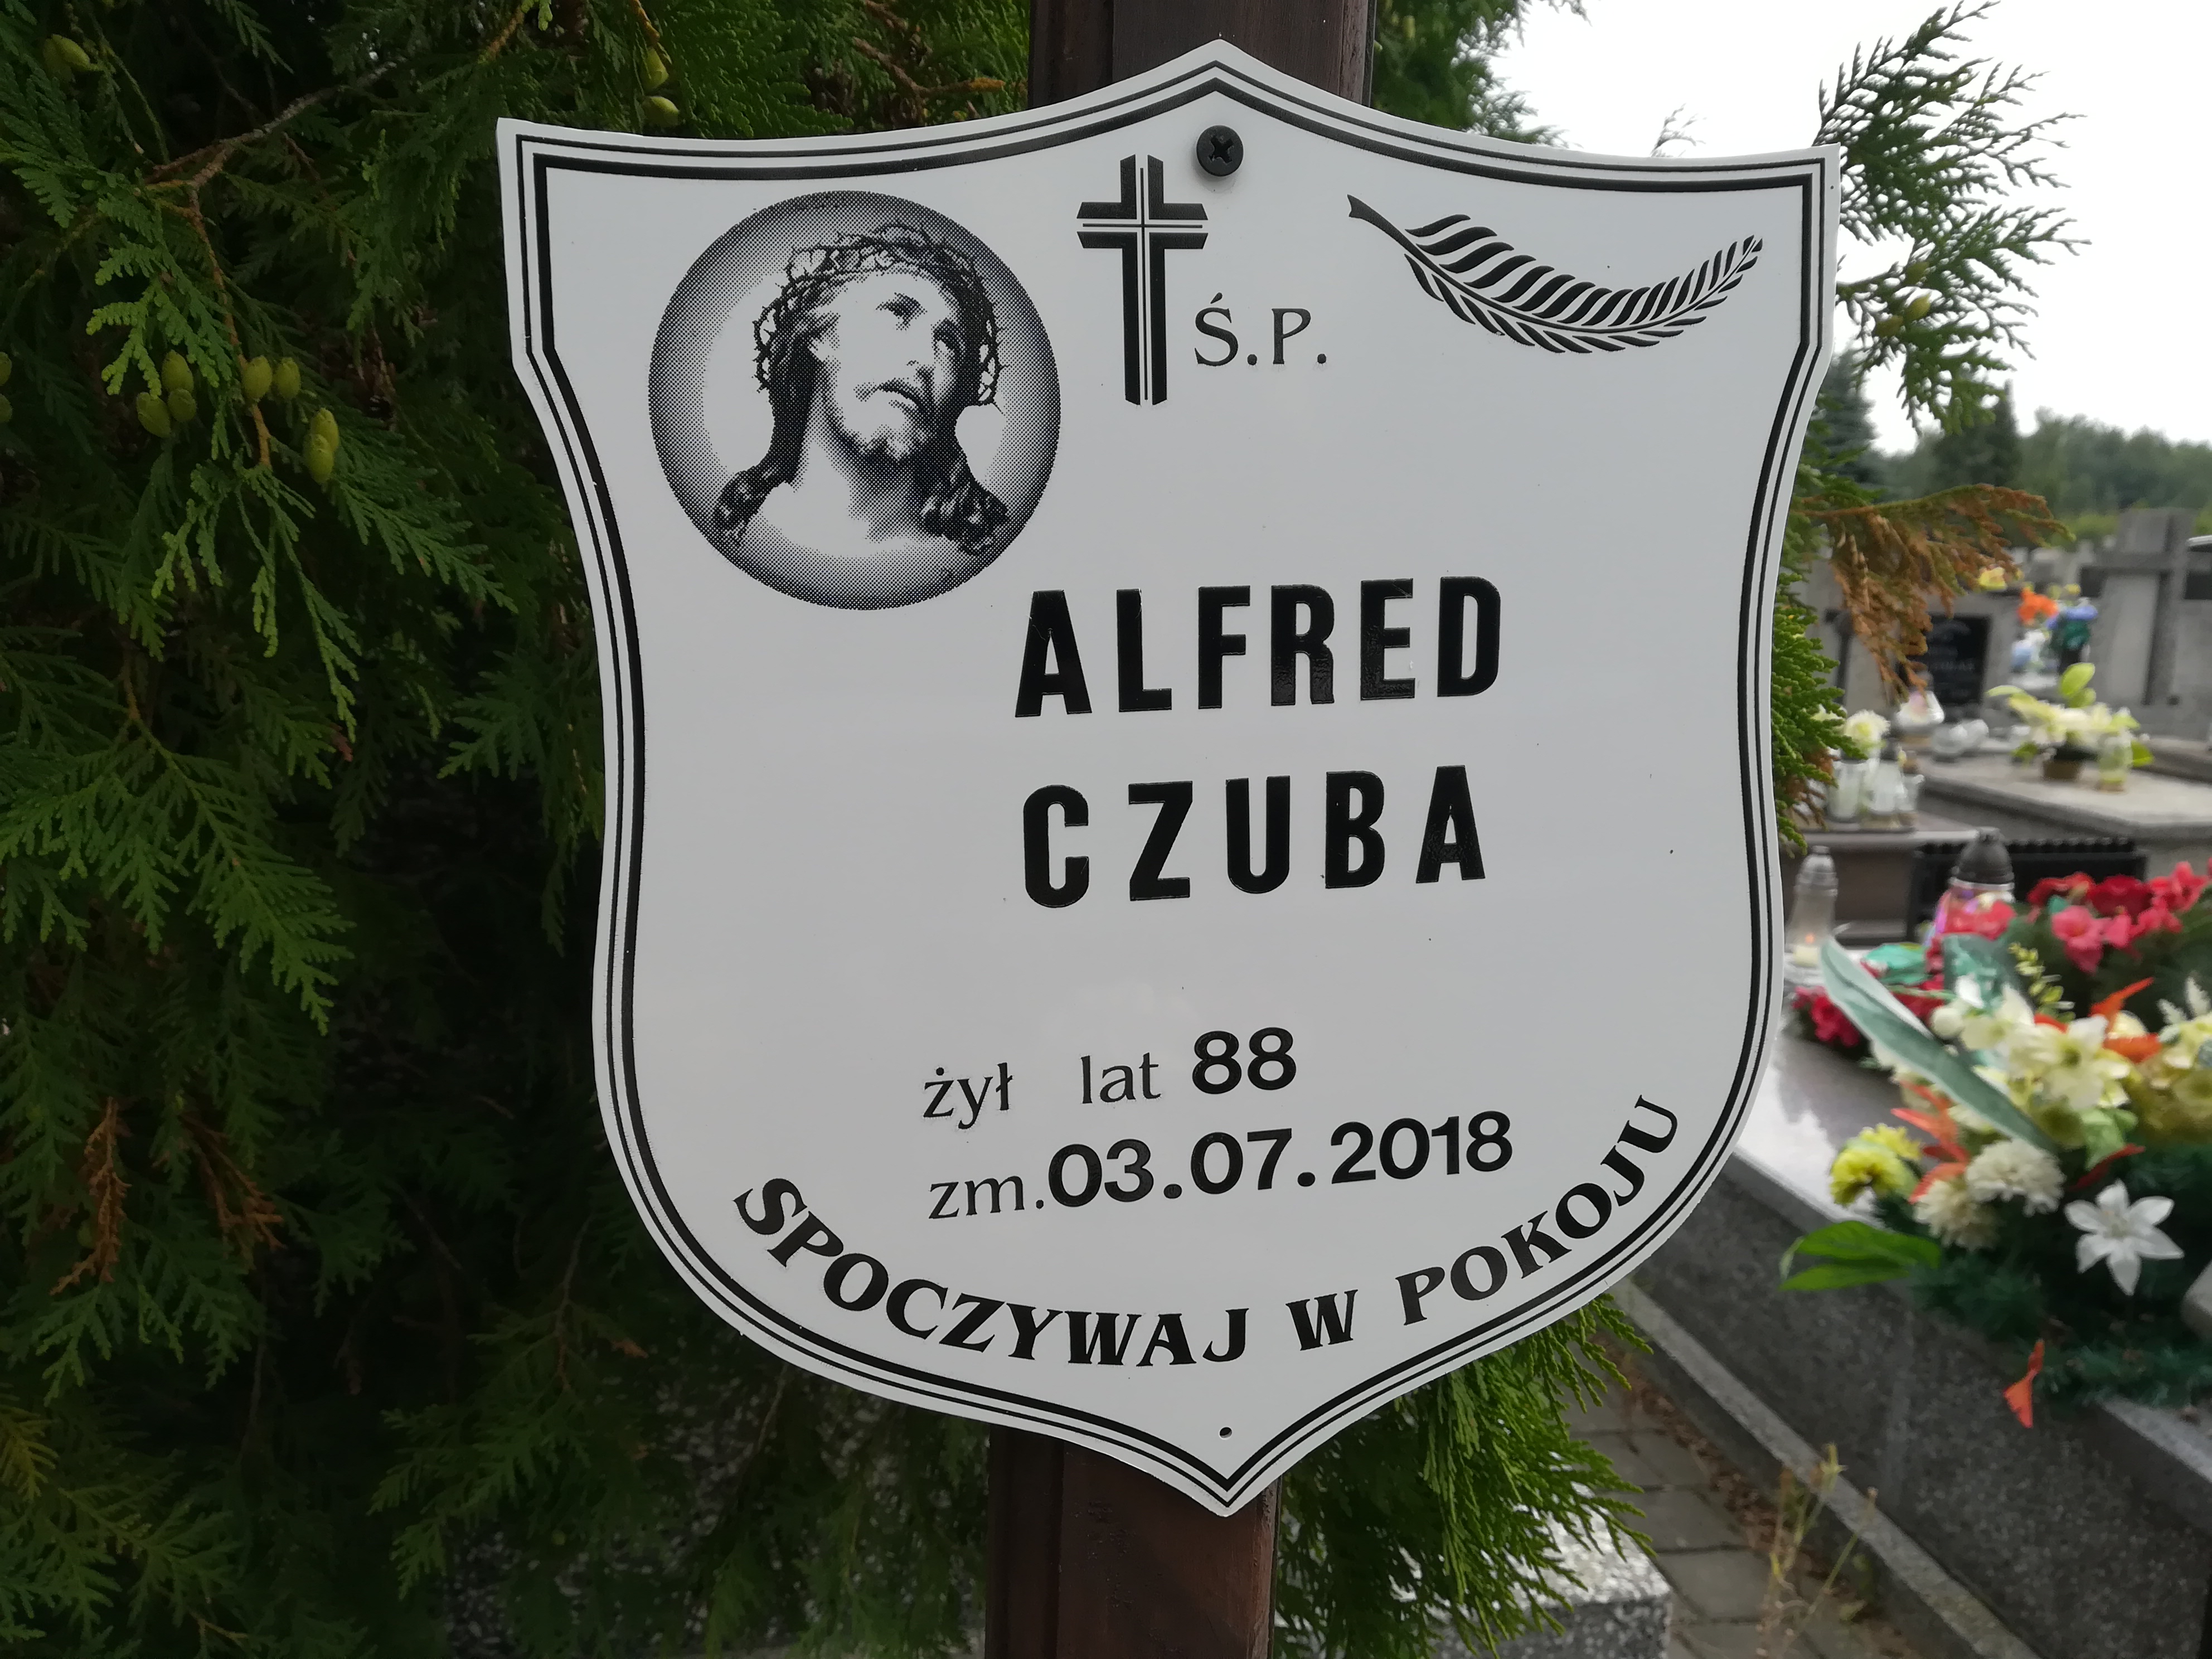 Ś.P.
ALFRED
CZUBA
żył lat 88
zm.03.07.2018
SPOCZYWAJ W POKOJU